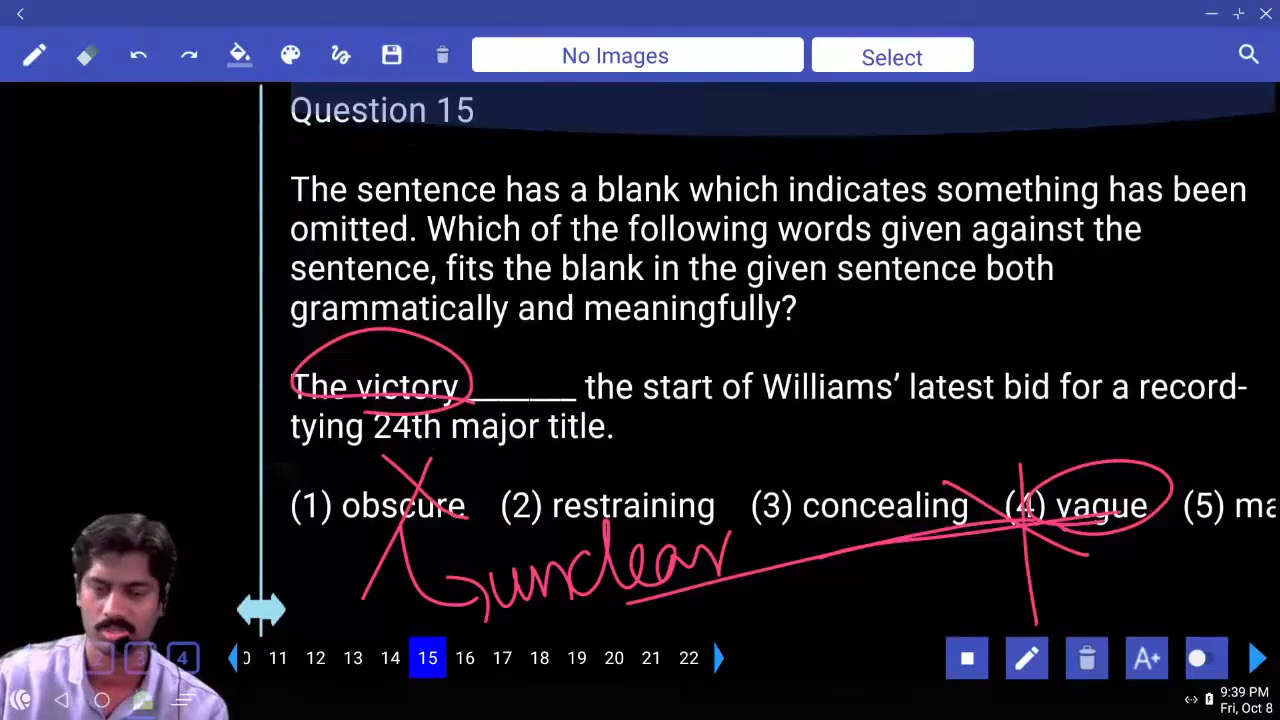 No Images
Select
Question 15
The sentence has a blank which indicates something has been
omitted. Which of the following words given against the
sentence, fits the blank in the given sentence both
grammatically and meaningfully?
The victory ______ the start of Williams’ latest bid for a record-
tying 24th major title.
(1) obscure (2) restraining (3) concealing (4) vague (5) ma
unclear
2 3 4
0 11 12 13 14 15 16 17 18 19 20 21 22
A+
9:39 PM
Fri, Oct 8